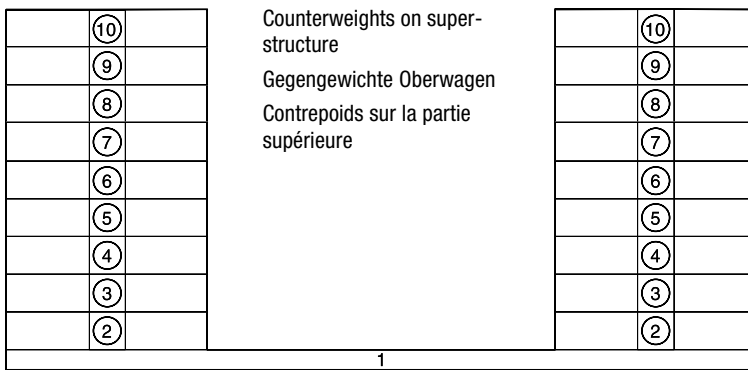 Counterweights on super-
structure
Gegengewichte Oberwagen
Contrepoids sur la partie
supérieure
10 10
9 9
8 8
7 7
6 6
5 5
4 4
3 3
2 2
1